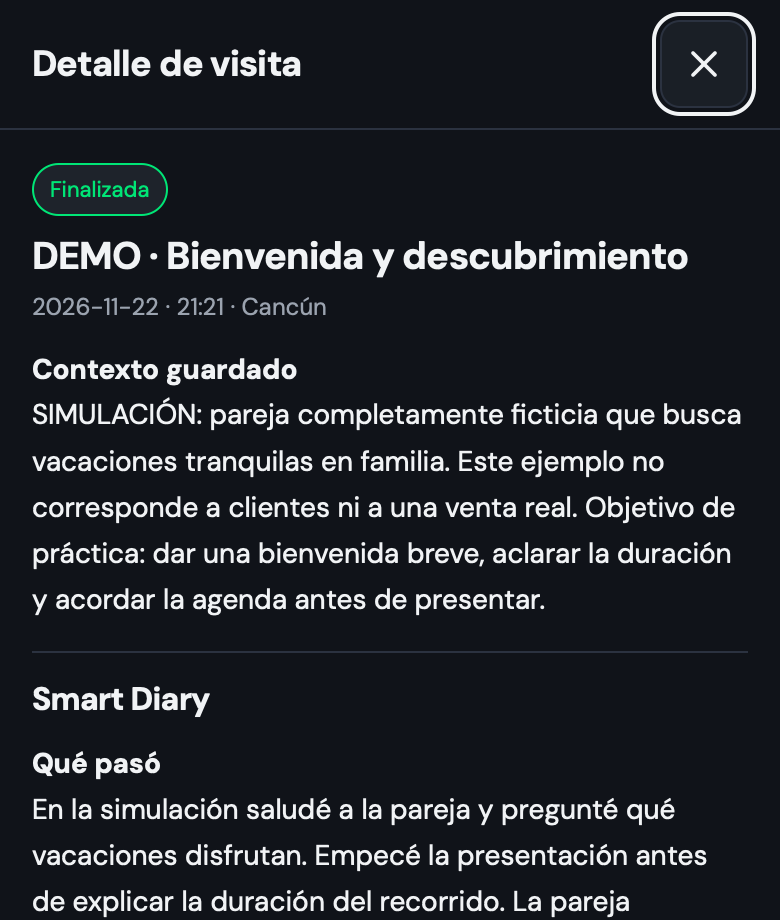 Detalle de visita
Finalizada
DEMO · Bienvenida y descubrimiento
2026-11-22 · 21:21 · Cancún
Contexto guardado
SIMULACIÓN: pareja completamente ficticia que busca
vacaciones tranquilas en familia. Este ejemplo no
corresponde a clientes ni a una venta real. Objetivo de
práctica: dar una bienvenida breve, aclarar la duración
y acordar la agenda antes de presentar.
Smart Diary
Qué pasó
En la simulación saludé a la pareja y pregunté qué
vacaciones disfrutan. Empecé la presentación antes
de explicar la duración del recorrido. La pareja